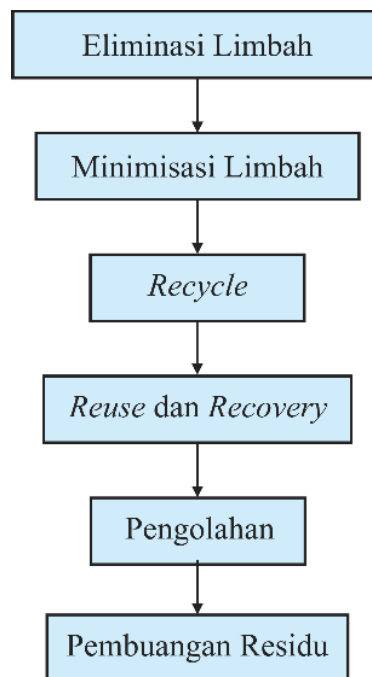 Eliminasi Limbah
Minimisasi Limbah
Recycle
Reuse dan Recovery
Pengolahan
Pembuangan Residu